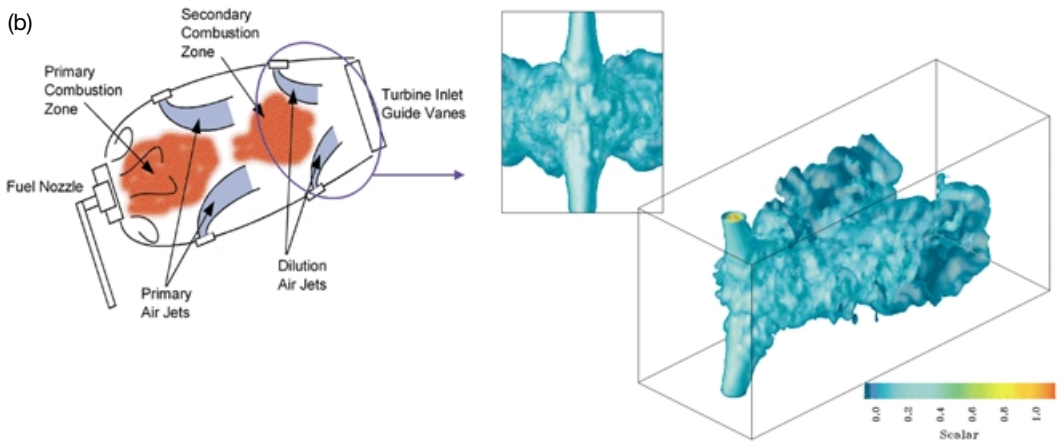 (b)
Secondary
Combustion
Zone
Primary
Combustion
Zone
Turbine Inlet
Guide Vanes
Fuel Nozzle
Dilution
Air Jets
Primary
Air Jets
0.0
0.2
0.4
0.6
0.8
1.0
Scalar